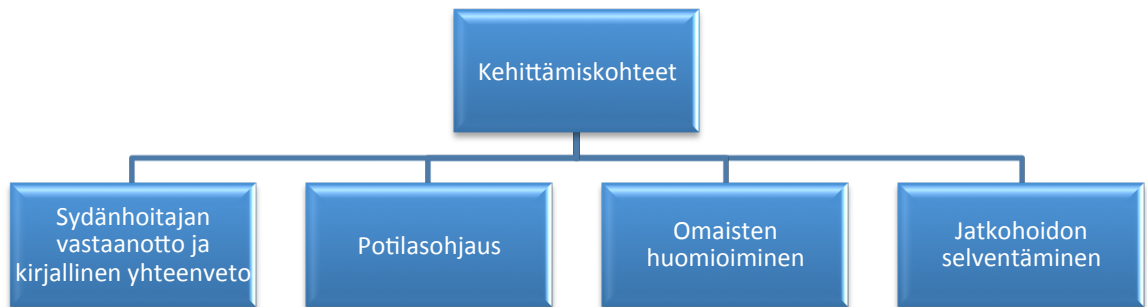 Kehittämiskohteet
Sydänhoitajan
vastaanotto ja
kirjallinen yhteenveto
Potilasohjaus
Omaisten
huomioiminen
Jatkohoidon
selventäminen